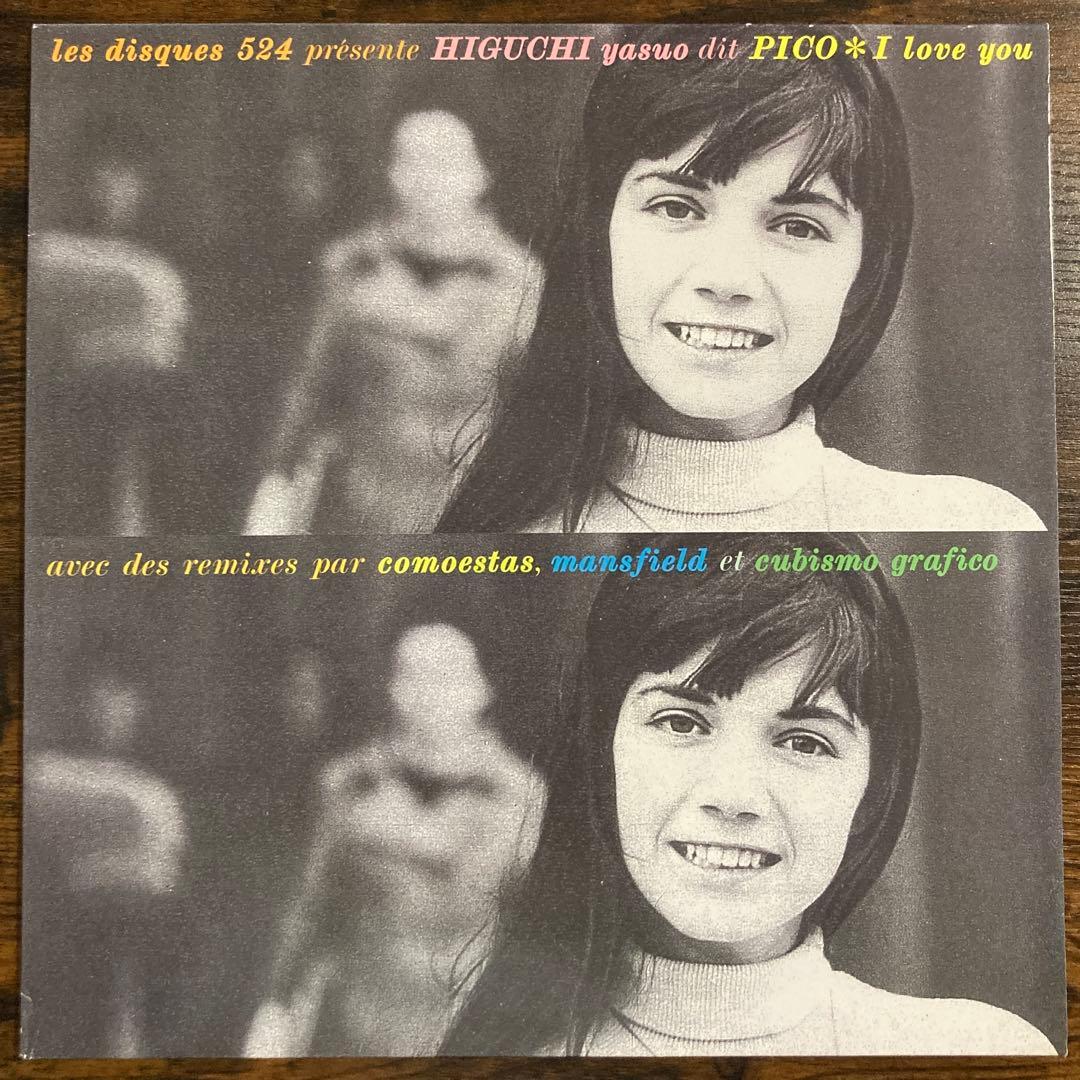 les disques 524 présente HIGUCHI yasuo dit PICO*I love you
avec des remixes par comoestas, mansfield et cubismo grafico